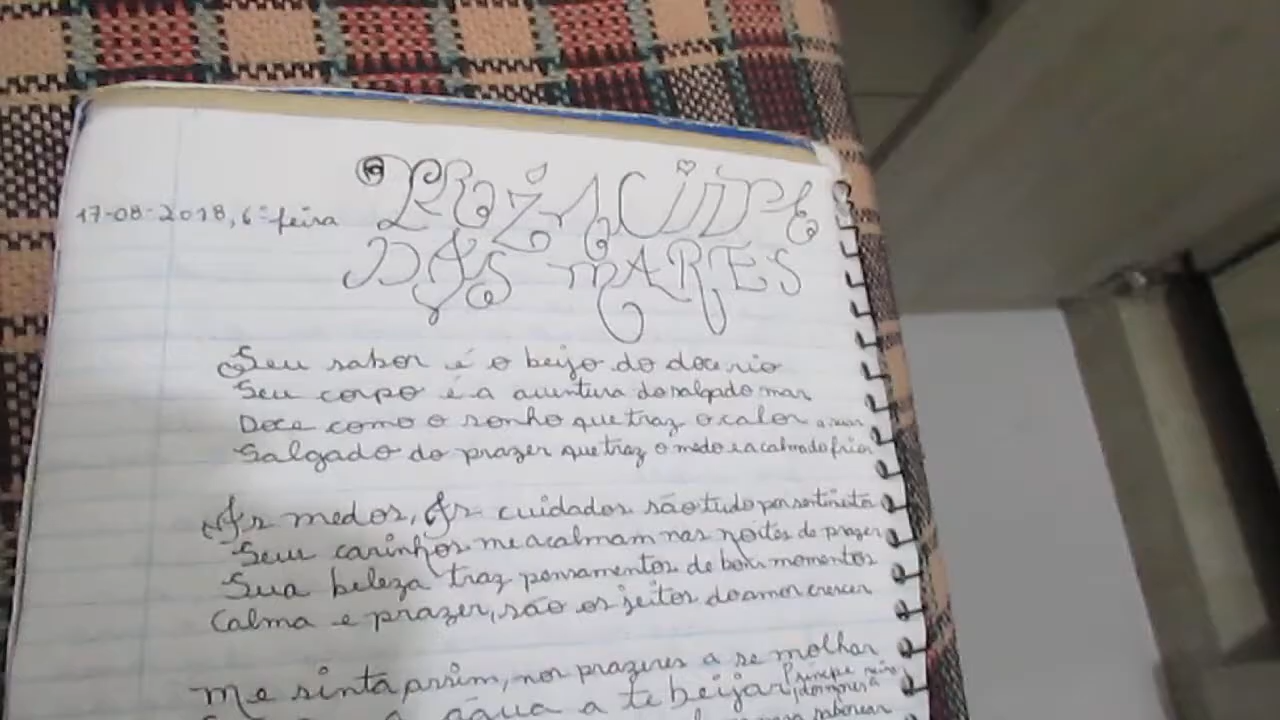 17-08-2018, 6ª feira
PRÍNCIPE
DAS MARÉS
Seu sabor é o beijo do doce rio
Seu corpo é a aventura do salgado mar
Doce como o sonho que traz o calor
Salgado do prazer que traz o medo e a calma do frio
Os medos, Os cuidados são tudo por
Seus carinhos me acalmam nas noites de prazer
Sua beleza traz pensamentos de bons momentos
Calma e prazer, são os jeitos do amor crescer
Me sinta assim, nos prazeres a se molhar
água a te beijar
saborear